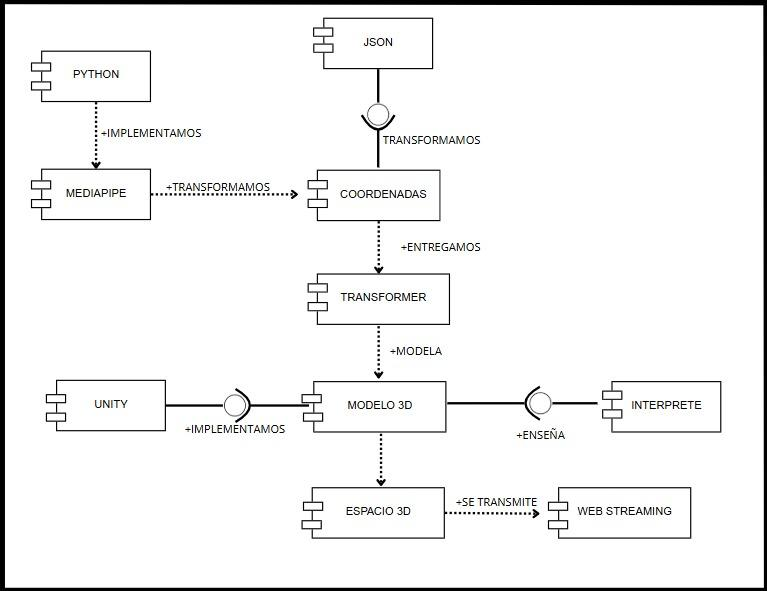 JSON
PYTHON
+IMPLEMENTAMOS
TRANSFORMAMOS
MEDIAPIPE
+TRANSFORMAMOS
COORDENADAS
+ENTREGAMOS
TRANSFORMER
+MODELA
UNITY
+IMPLEMENTAMOS
MODELO 3D
+ENSEÑA
INTERPRETE
ESPACIO 3D
+SE TRANSMITE
WEB STREAMING